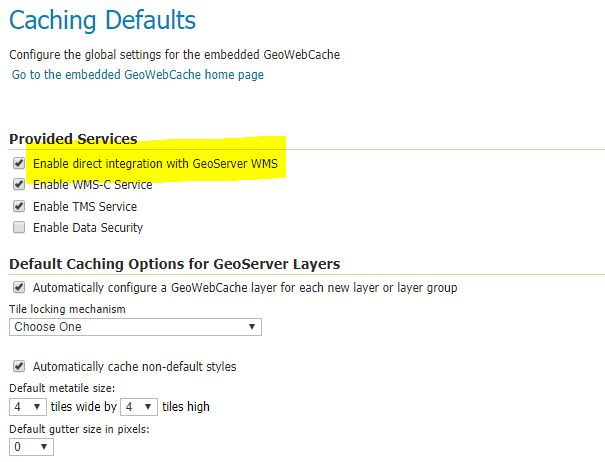 Caching Defaults
Configure the global settings for the embedded GeoWebCache
Go to the embedded GeoWebCache home page
Provided Services
Enable direct integration with GeoServer WMS
Enable WMS-C Service
Enable TMS Service
Enable Data Security
Default Caching Options for GeoServer Layers
Automatically configure a GeoWebCache layer for each new layer or layer group
Tile locking mechanism
Choose One
Automatically cache non-default styles
Default metatile size:
4 tiles wide by 4 tiles high
Default gutter size in pixels:
0